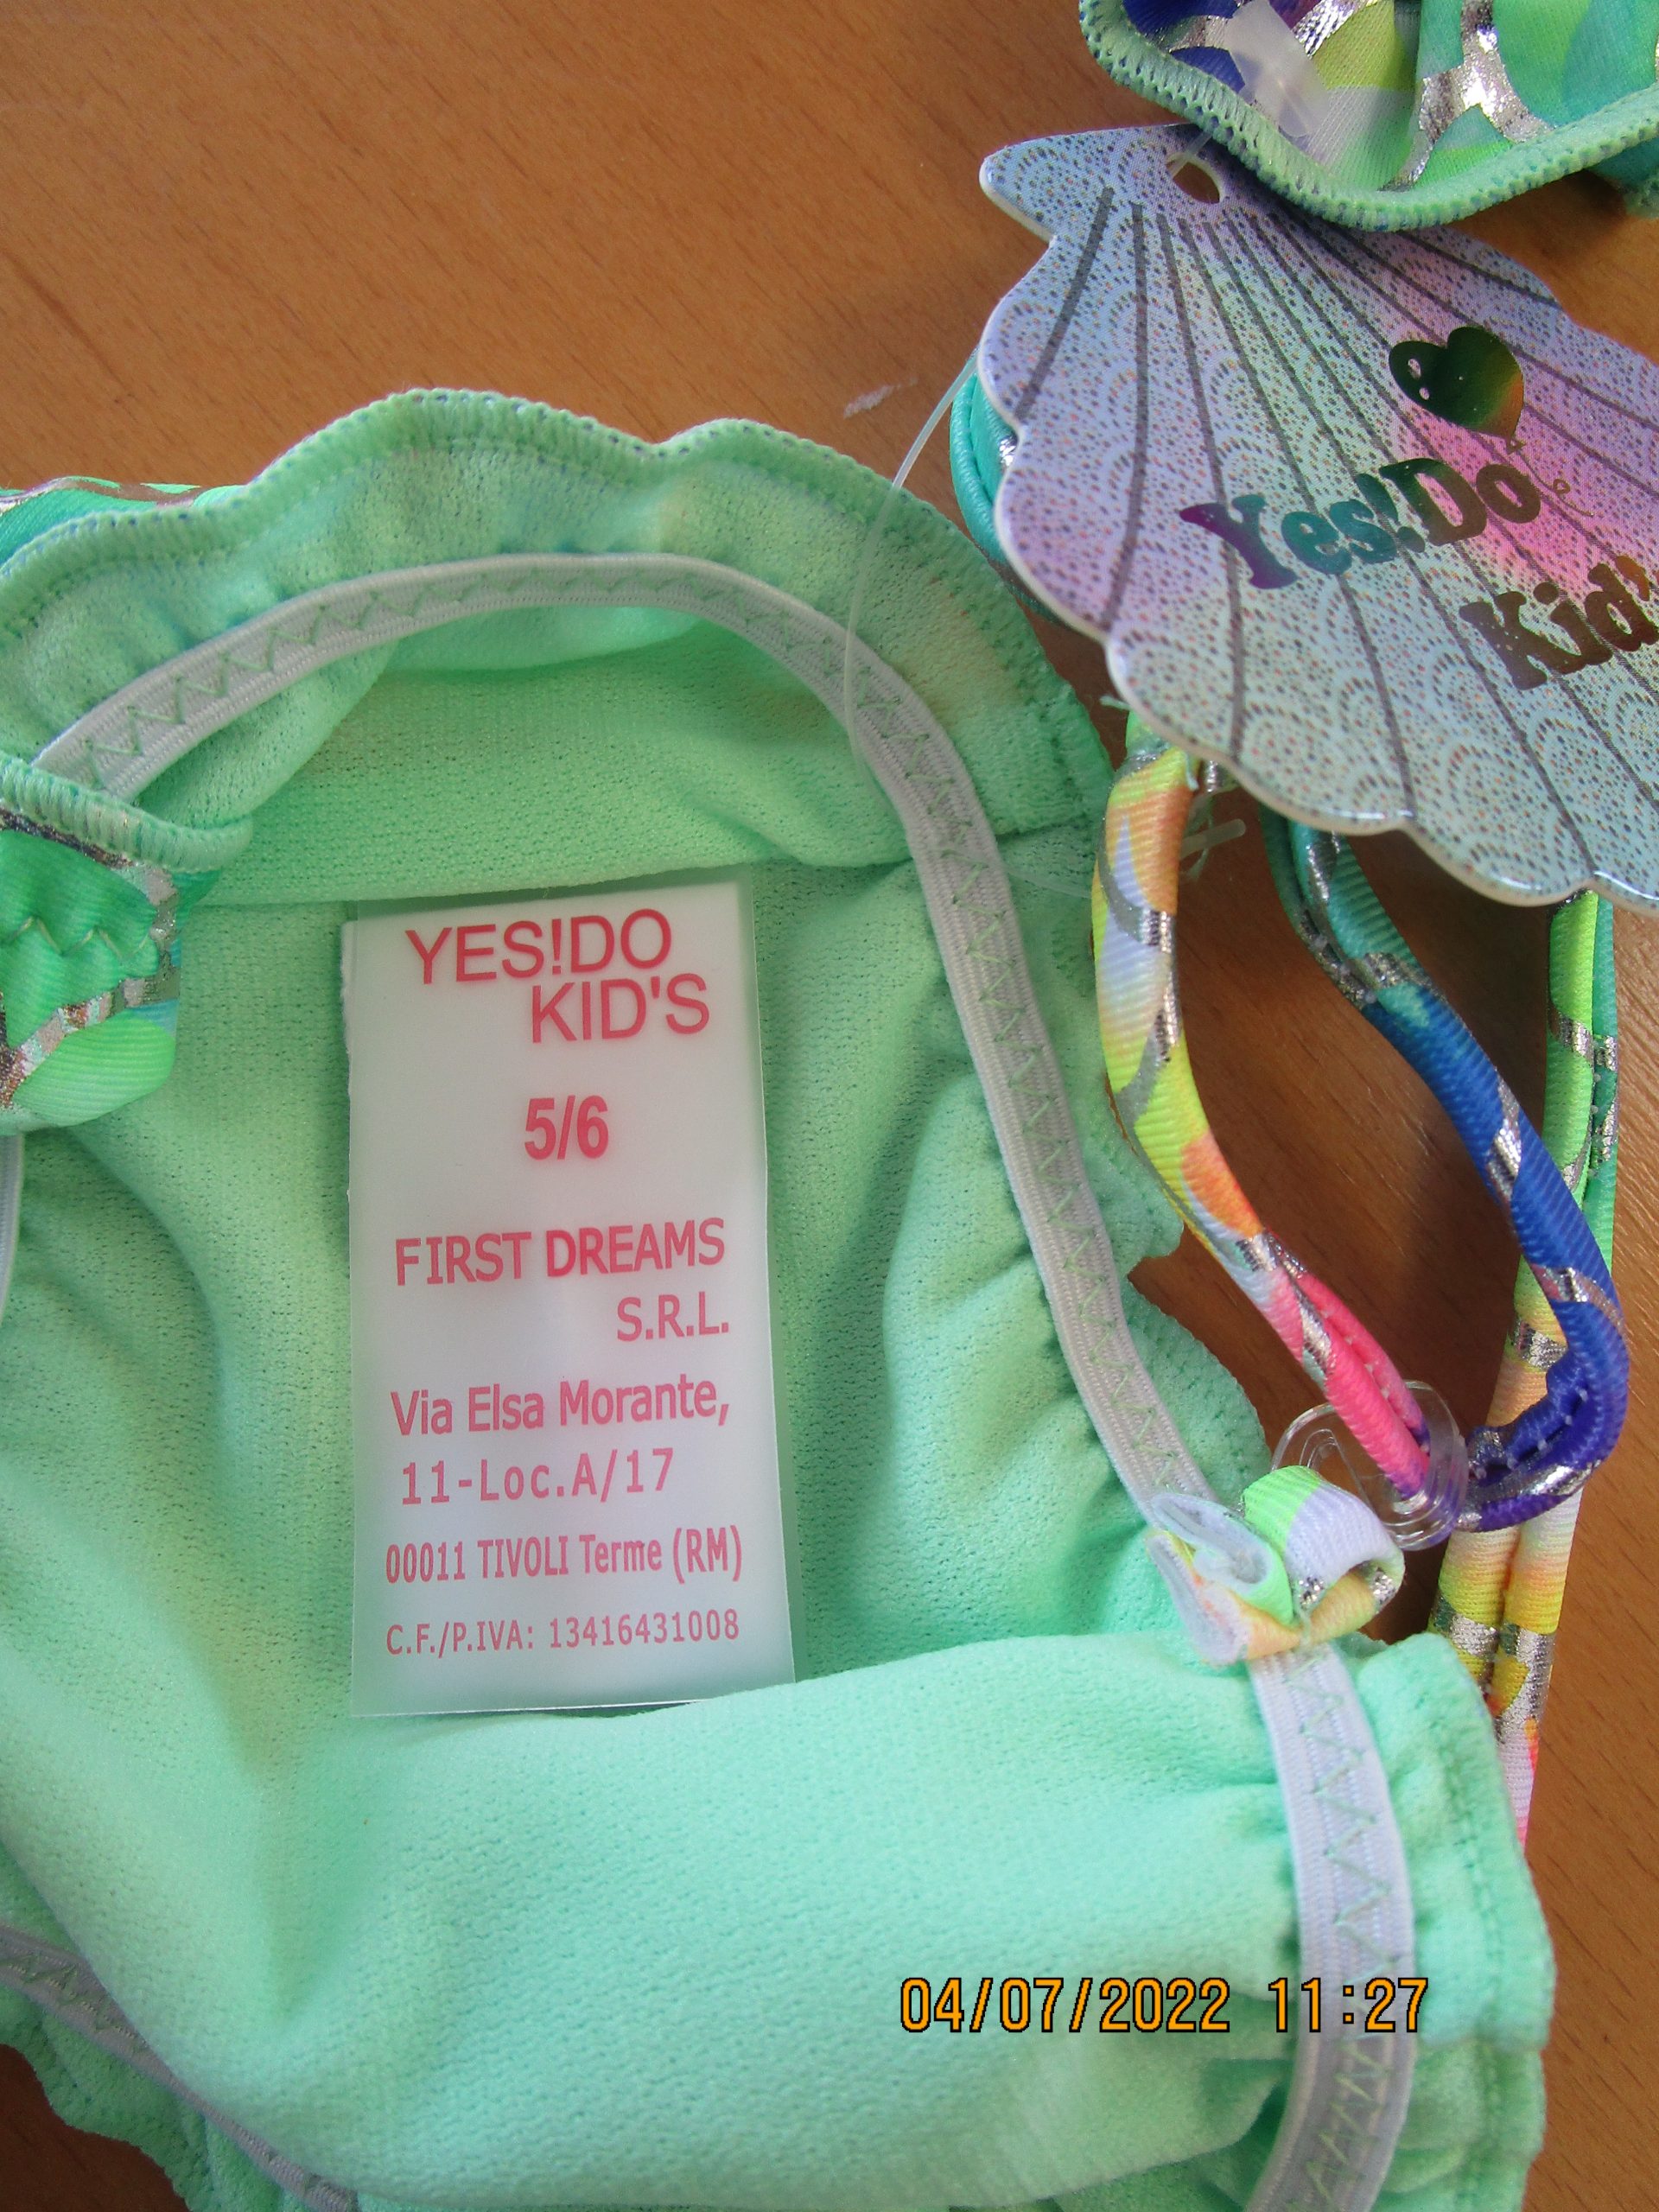 Yes!Do
Kid'
YES!DO
KID'S
5/6
FIRST DREAMS
S.R.L.
Via Elsa Morante,
11-Loc.A/17
00011 TIVOLI Terme (RM)
C.F./P.IVA: 13416431008
04/07/2022 11:27